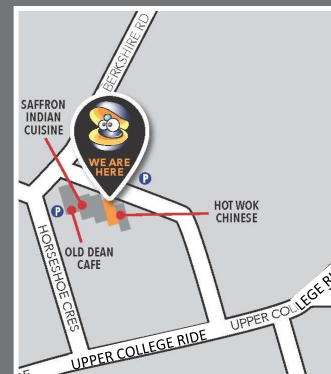 BERKSHIRE RD
SAFFRON
INDIAN
CUISINE
WE ARE
HERE
P
P
HOT WOK
CHINESE
OLD DEAN
CAFE
HORSESHOE CRES
UPPER COLLEGE RIDE
UPPER COLLEGE RI